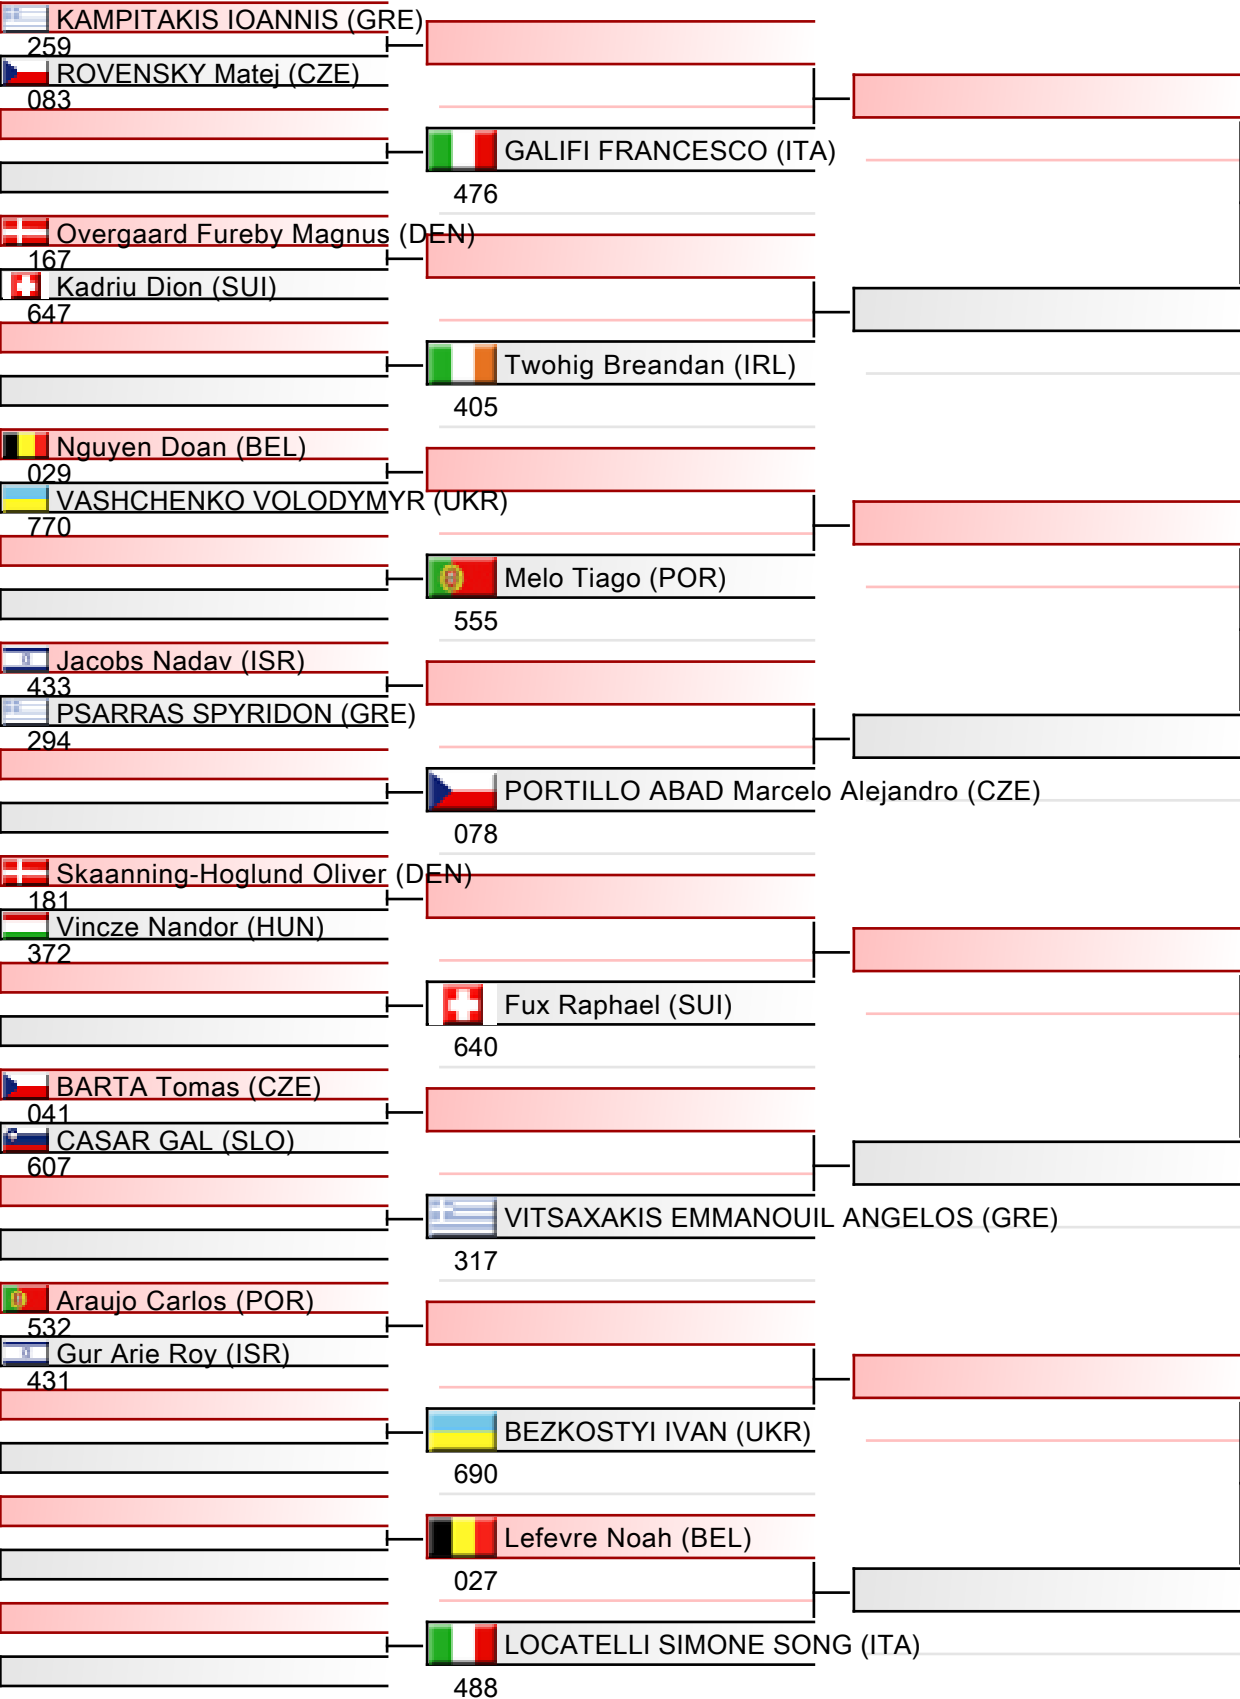 KAMPITAKIS IOANNIS (GRE)
259
ROVENSKY Matej (CZE)
083
GALIFI FRANCESCO (ITA)
476
Overgaard Fureby Magnus (DEN)
167
Kadriu Dion (SUI)
647
Twohig Breandan (IRL)
405
Nguyen Doan (BEL)
029
VASHCHENKO VOLODYMYR (UKR)
770
Melo Tiago (POR)
555
Jacobs Nadav (ISR)
433
PSARRAS SPYRIDON (GRE)
294
PORTILLO ABAD Marcelo Alejandro (CZE)
078
Skaanning-Hoglund Oliver (DEN)
181
Vincze Nandor (HUN)
372
Fux Raphael (SUI)
640
BARTA Tomas (CZE)
041
CASAR GAL (SLO)
607
VITSAXAKIS EMMANOUIL ANGELOS (GRE)
317
Araujo Carlos (POR)
532
Gur Arie Roy (ISR)
431
BEZKOSTYI IVAN (UKR)
690
Lefevre Noah (BEL)
027
LOCATELLI SIMONE SONG (ITA)
488